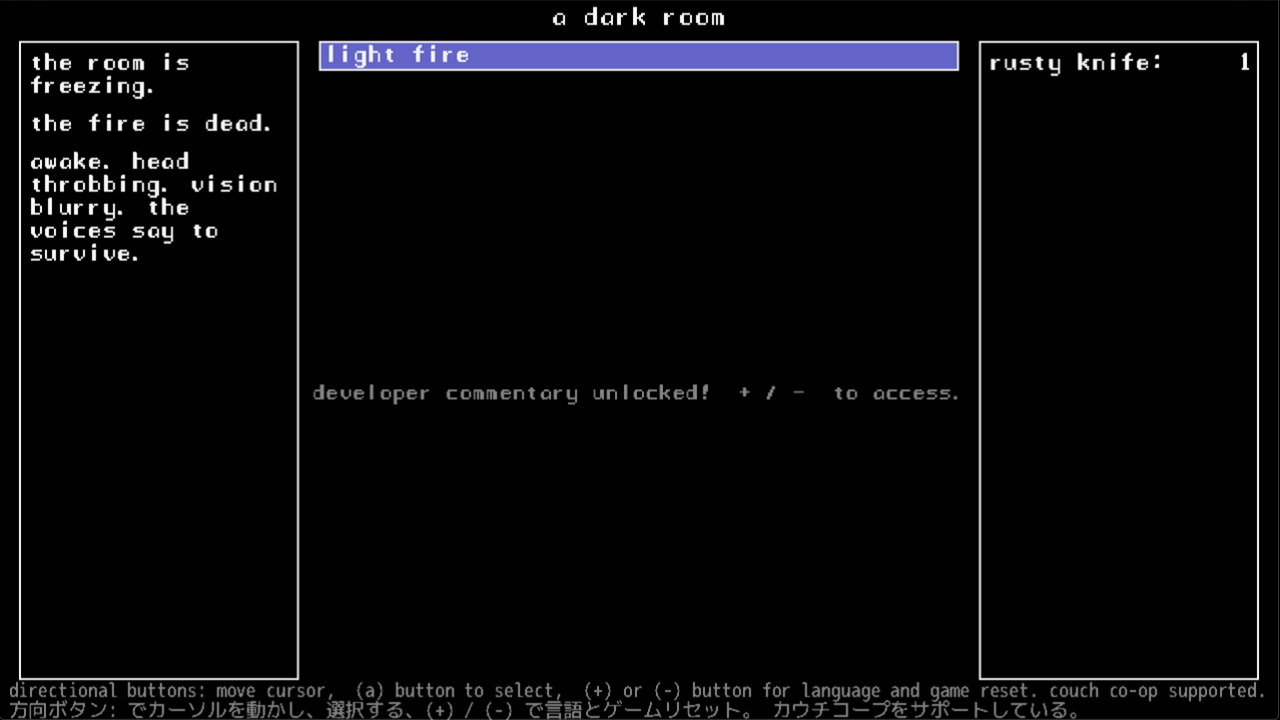 a dark room
the room is
freezing.
the fire is dead.
awake. head
throbbing. vision
blurry. the
voices say to
survive.
light fire
developer commentary unlocked! + / - to access.
rusty knife: 1
directional buttons: move cursor, (a) button to select, (+) or (-) button for language and game reset. couch co-op supported.
方向ボタン: でカーソルを動かし、選択する、(+) / (-) で言語とゲームリセット。 カウチコープをサポートしている。